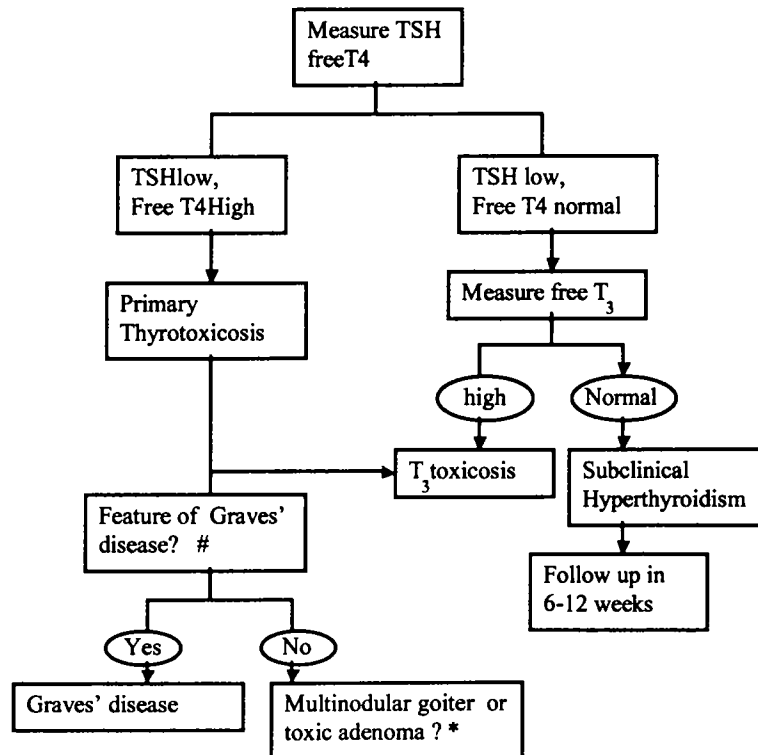 Measure TSH
freeT4
TSHlow,
Free T4High
TSH low,
Free T4 normal
Primary
Thyrotoxicosis
Measure free T3
high
Normal
T3toxicosis
Subclinical
Hyperthyroidism
Feature of Graves'
disease? #
Follow up in
6-12 weeks
Yes
No
Graves' disease
Multinodular goiter or
toxic adenoma ? *